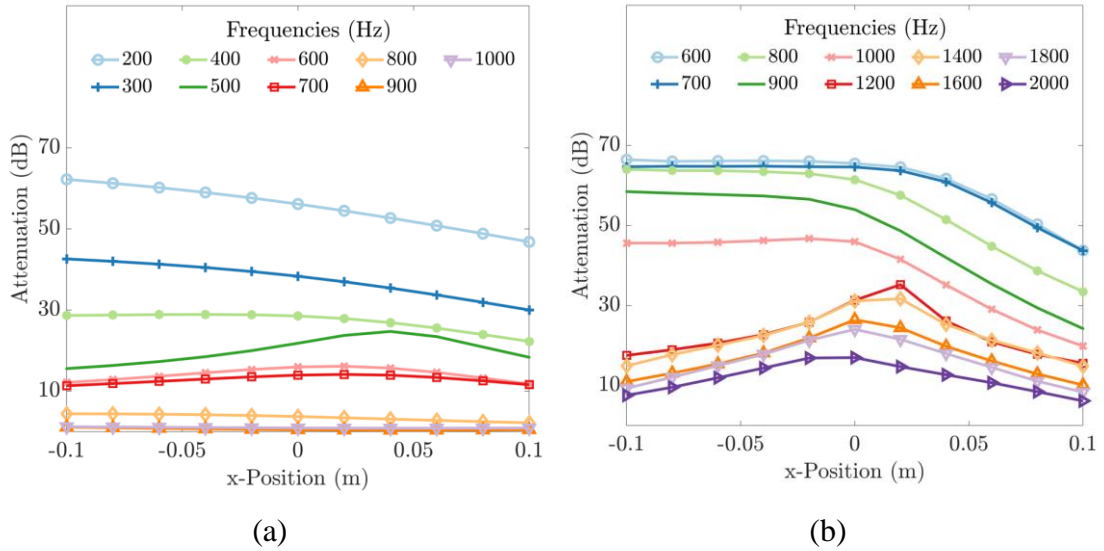 Frequencies (Hz)
200 400 600 800 1000
300 500 700 900
Attenuation (dB)
70
50
30
10
-0.1 -0.05 0 0.05 0.1
x-Position (m)
(a)
Frequencies (Hz)
600 800 1000 1400 1800
700 900 1200 1600 2000
Attenuation (dB)
70
50
30
10
-0.1 -0.05 0 0.05 0.1
x-Position (m)
(b)